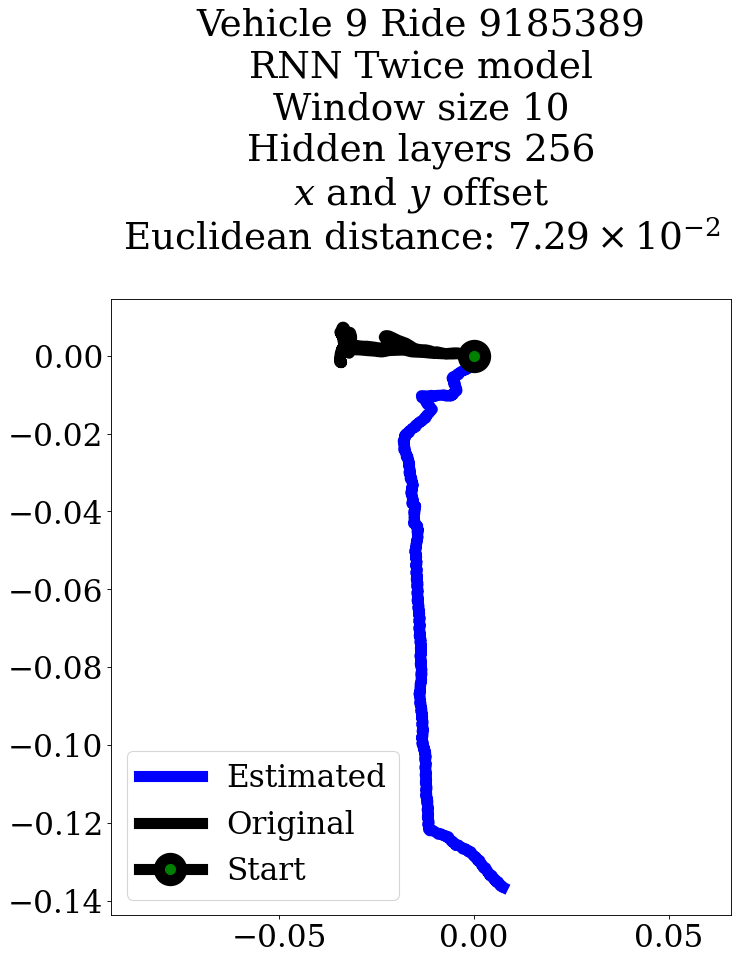 Vehicle 9 Ride 9185389
RNN Twice model
Window size 10
Hidden layers 256
x and y offset
Euclidean distance: 7.29 × 10⁻²
0.00
−0.02
−0.04
−0.06
−0.08
−0.10
−0.12
−0.14
Estimated
Original
Start
−0.05 0.00 0.05